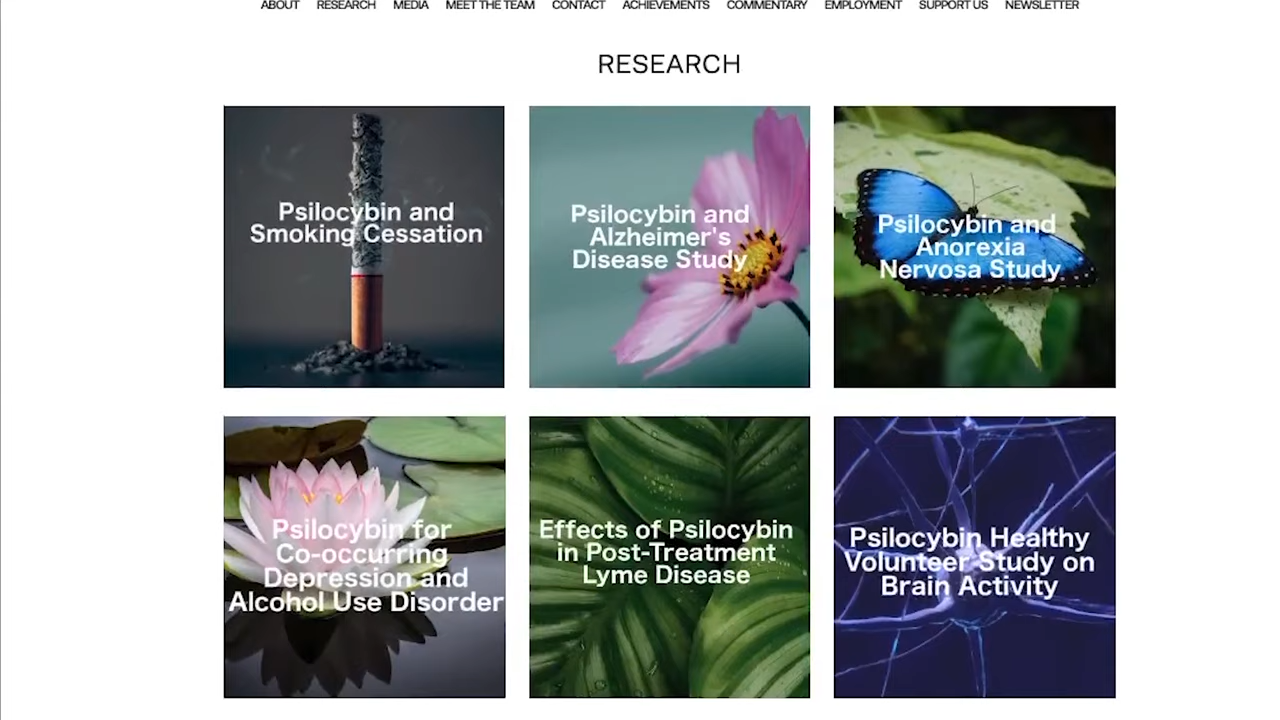 ABOUT RESEARCH MEDIA MEET THE TEAM CONTACT ACHIEVEMENTS COMMENTARY EMPLOYMENT SUPPORT US NEWSLETTER
RESEARCH
Psilocybin and
Smoking Cessation
Psilocybin and
Alzheimer's
Disease Study
Psilocybin and
Anorexia
Nervosa Study
Psilocybin for
Co-occurring
Depression and
Alcohol Use Disorder
Effects of Psilocybin
in Post-Treatment
Lyme Disease
Psilocybin Healthy
Volunteer Study on
Brain Activity